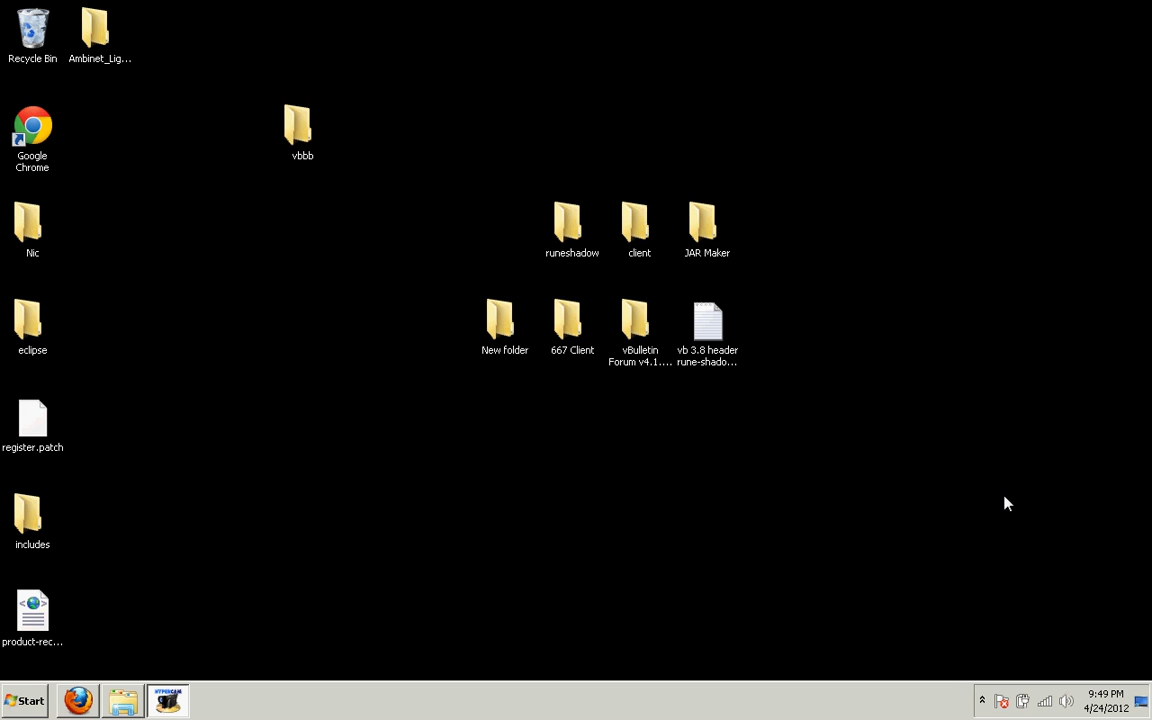 Recycle Bin
Ambinet_Lig...
Google
Chrome
vbbb
Nic
runeshadow
client
JAR Maker
eclipse
New folder
667 Client
vBulletin
Forum v4.1....
vb 3.8 header
rune-shado...
register.patch
includes
product-rec...
Start
HYPERCAM
9:49 PM
4/24/2012